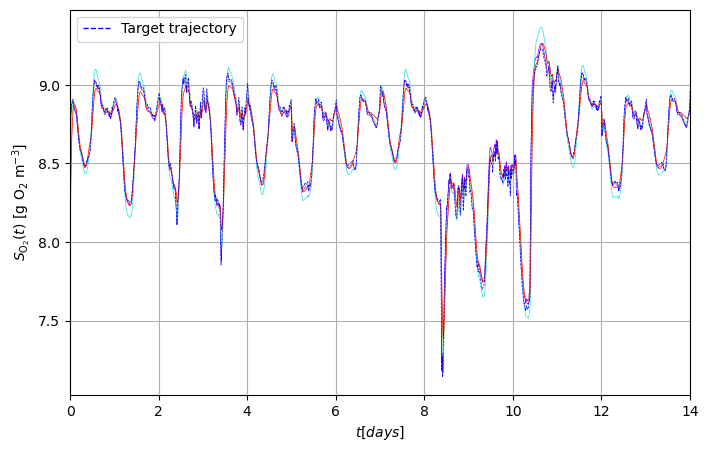 Target trajectory
9.0
8.5
8.0
7.5
S_{O_2}(t) [g O_2 m^{-3}]
0 2 4 6 8 10 12 14
t[days]